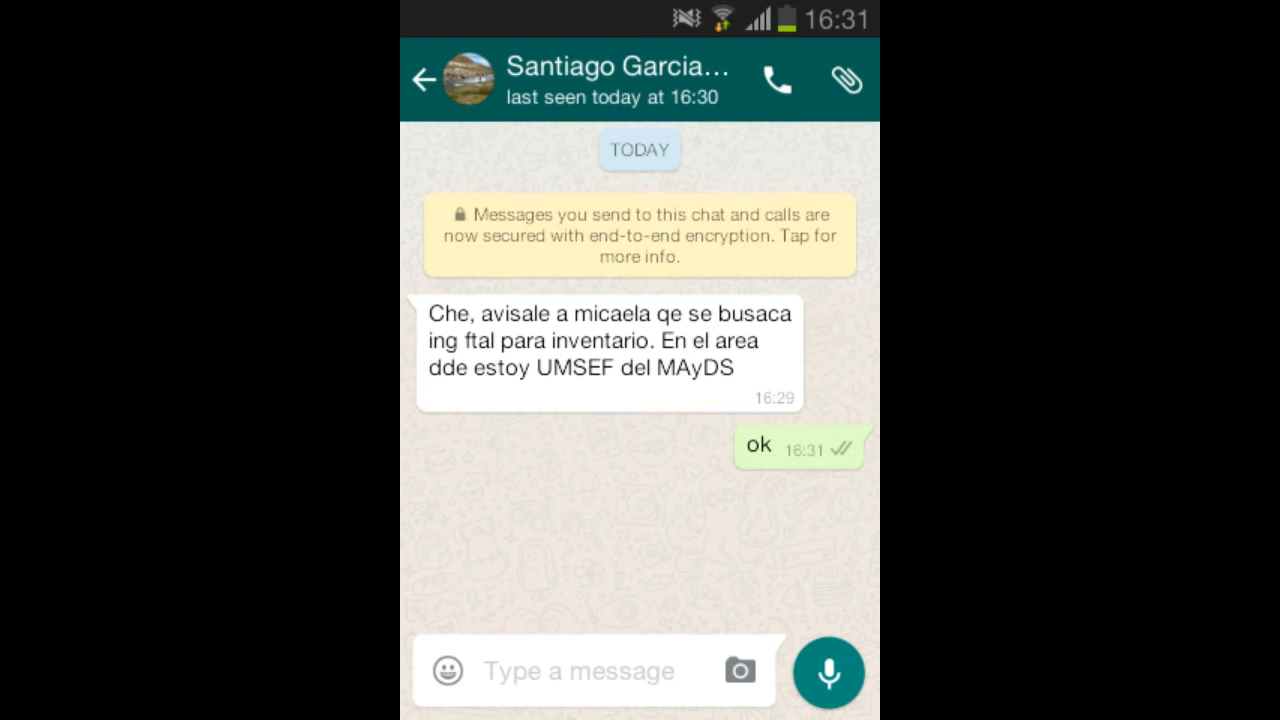 16:31
Santiago Garcia...
last seen today at 16:30
TODAY
Messages you send to this chat and calls are
now secured with end-to-end encryption. Tap for
more info.
Che, avisale a micaela qe se busaca
ing ftal para inventario. En el area
dde estoy UMSEF del MAyDS
16:29
ok 16:31
Type a message